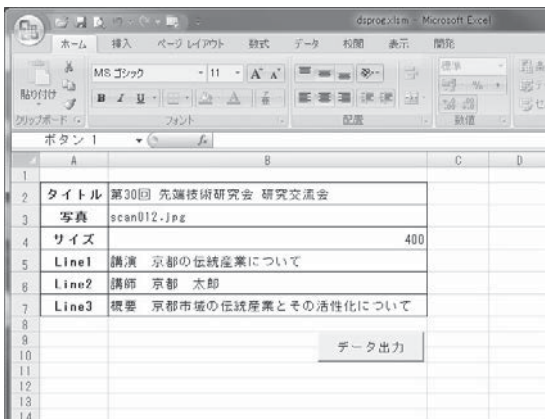 dsprog.xlsm - Microsoft Excel
ホーム 挿入 ページ レイアウト 数式 データ 校閲 表示 開発
MS ゴシック 11 A A
貼り付け B I U A
標準
%
クリップボード フォント 配置 数値
ボタン 1 fx
A B C D
1
2 タイトル 第30回 先端技術研究会 研究交流会
3 写真 scan012.jpg
4 サイズ 400
5 Line1 講演 京都の伝統産業について
6 Line2 講師 京都 太郎
7 Line3 概要 京都市域の伝統産業とその活性化について
8
9
データ出力
10
11
12
13
14